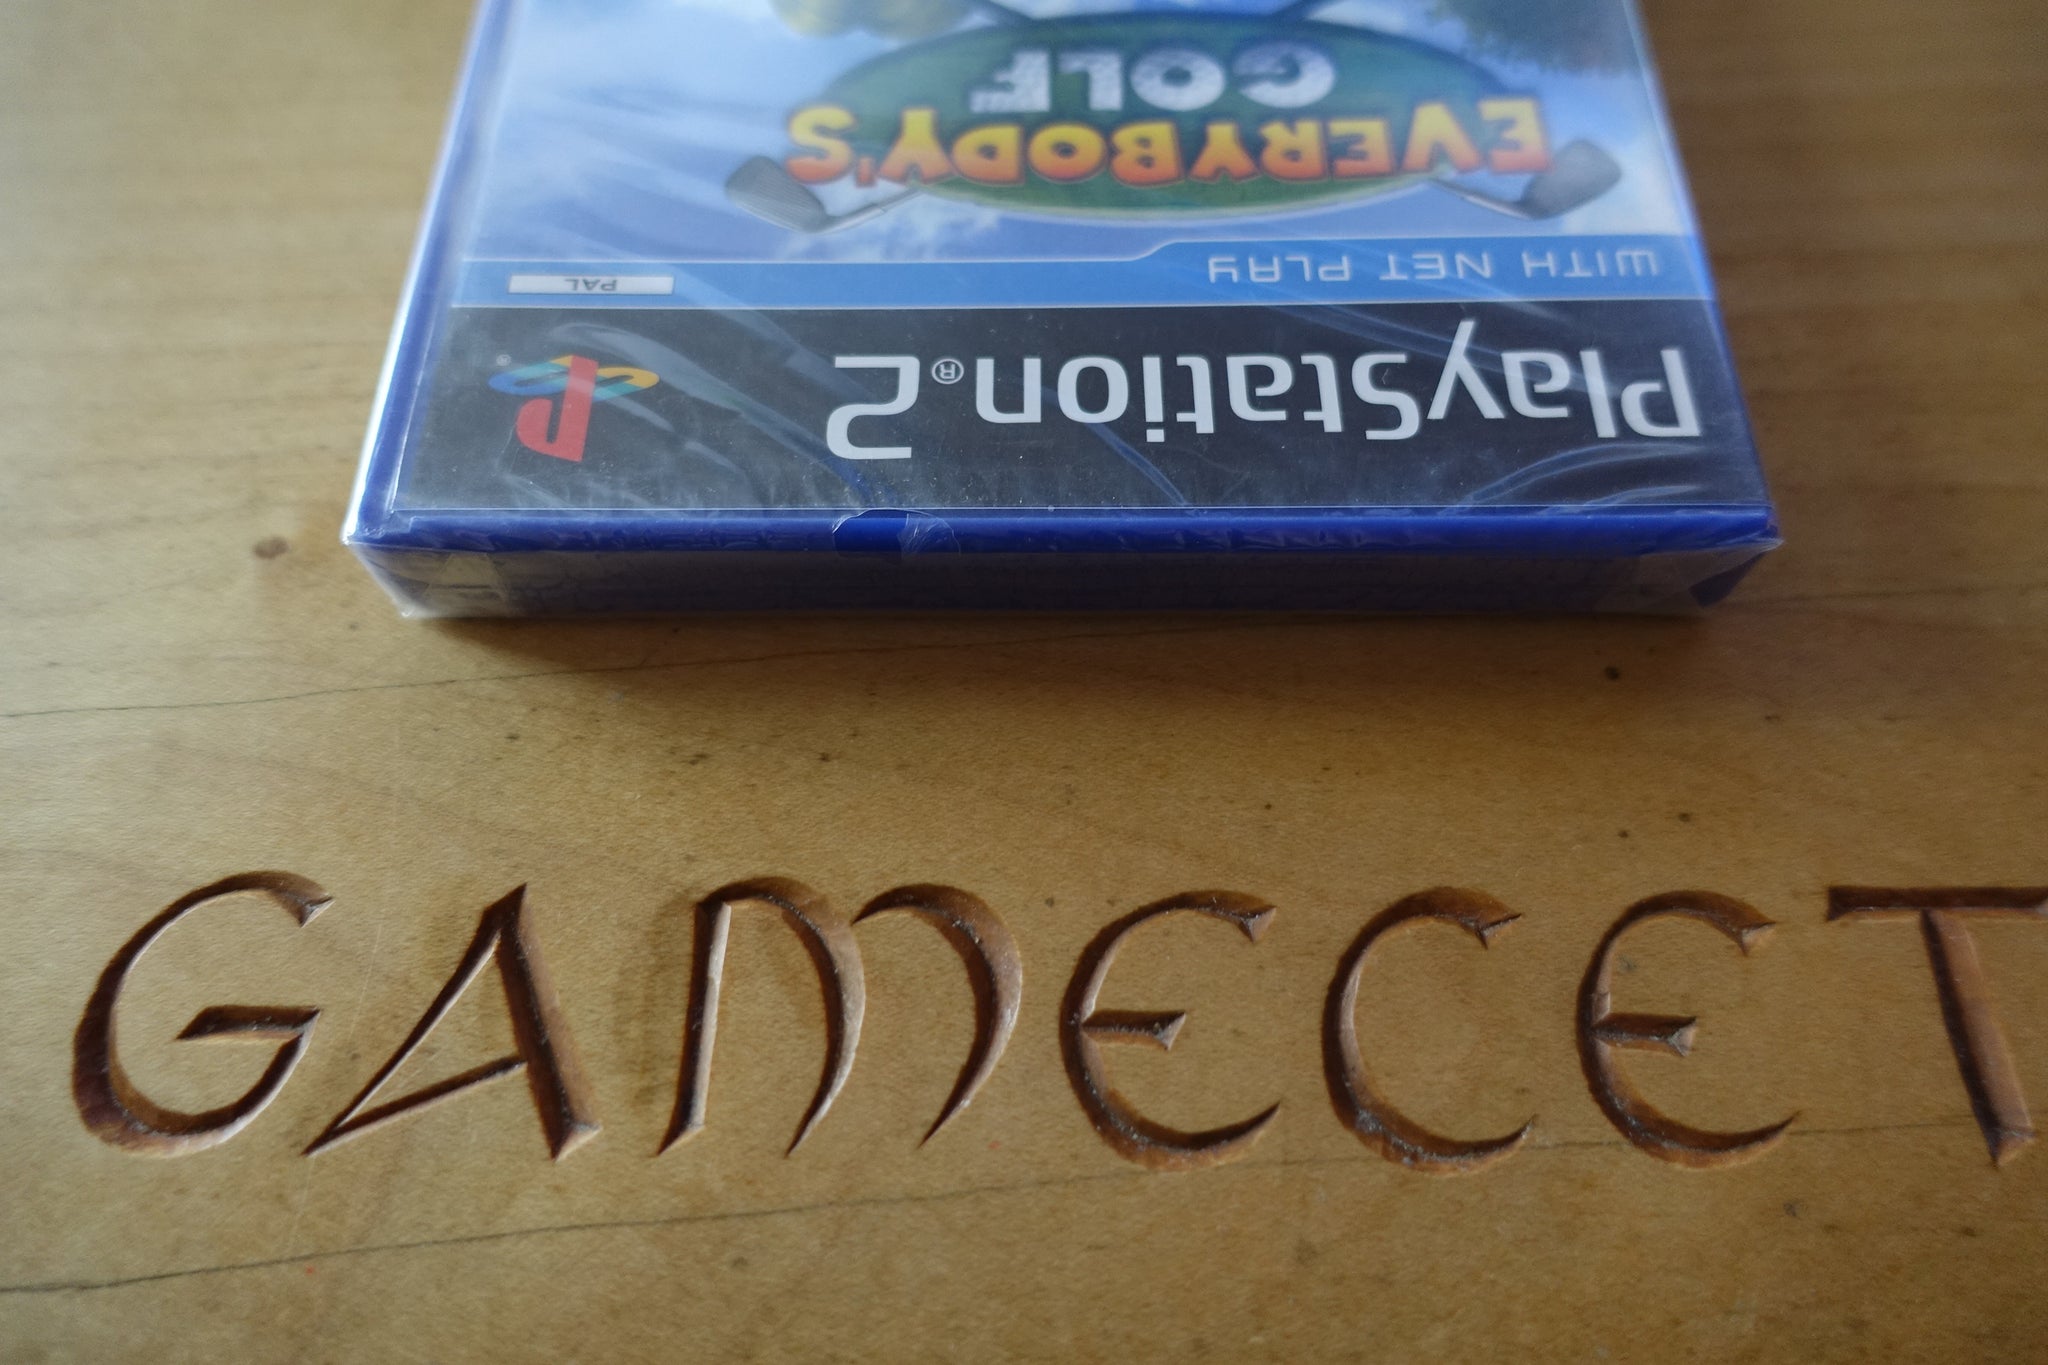 PlayStation®2
WITH NET PLAY
PAL
EVERYBODY'S
GOLF
GAMECET